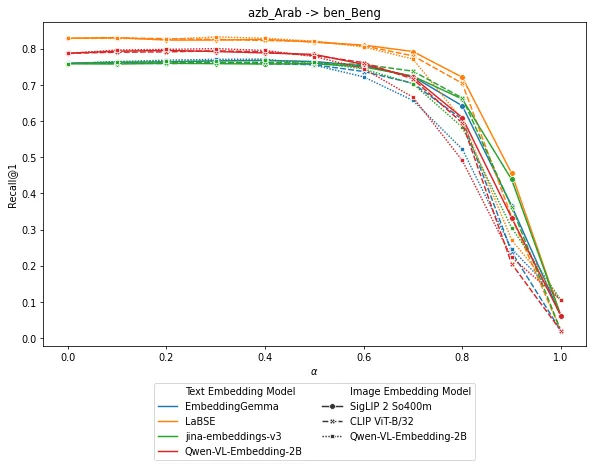 azb_Arab -> ben_Beng
Recall@1
0.8
0.7
0.6
0.5
0.4
0.3
0.2
0.1
0.0
0.0 0.2 0.4 0.6 0.8 1.0
α
Text Embedding Model Image Embedding Model
EmbeddingGemma SigLIP 2 So400m
LaBSE CLIP ViT-B/32
jina-embeddings-v3 Qwen-VL-Embedding-2B
Qwen-VL-Embedding-2B